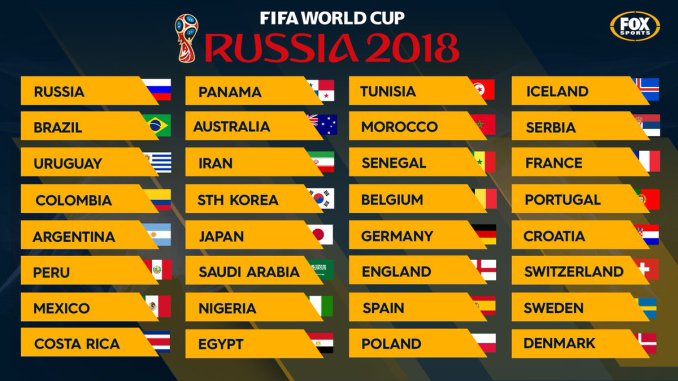 FIFA WORLD CUP
RUSSIA 2018
FOX
SPORTS
RUSSIA
BRAZIL
URUGUAY
COLOMBIA
ARGENTINA
PERU
MEXICO
COSTA RICA
PANAMA
AUSTRALIA
IRAN
STH KOREA
JAPAN
SAUDI ARABIA
NIGERIA
EGYPT
TUNISIA
MOROCCO
SENEGAL
BELGIUM
GERMANY
ENGLAND
SPAIN
POLAND
ICELAND
SERBIA
FRANCE
PORTUGAL
CROATIA
SWITZERLAND
SWEDEN
DENMARK